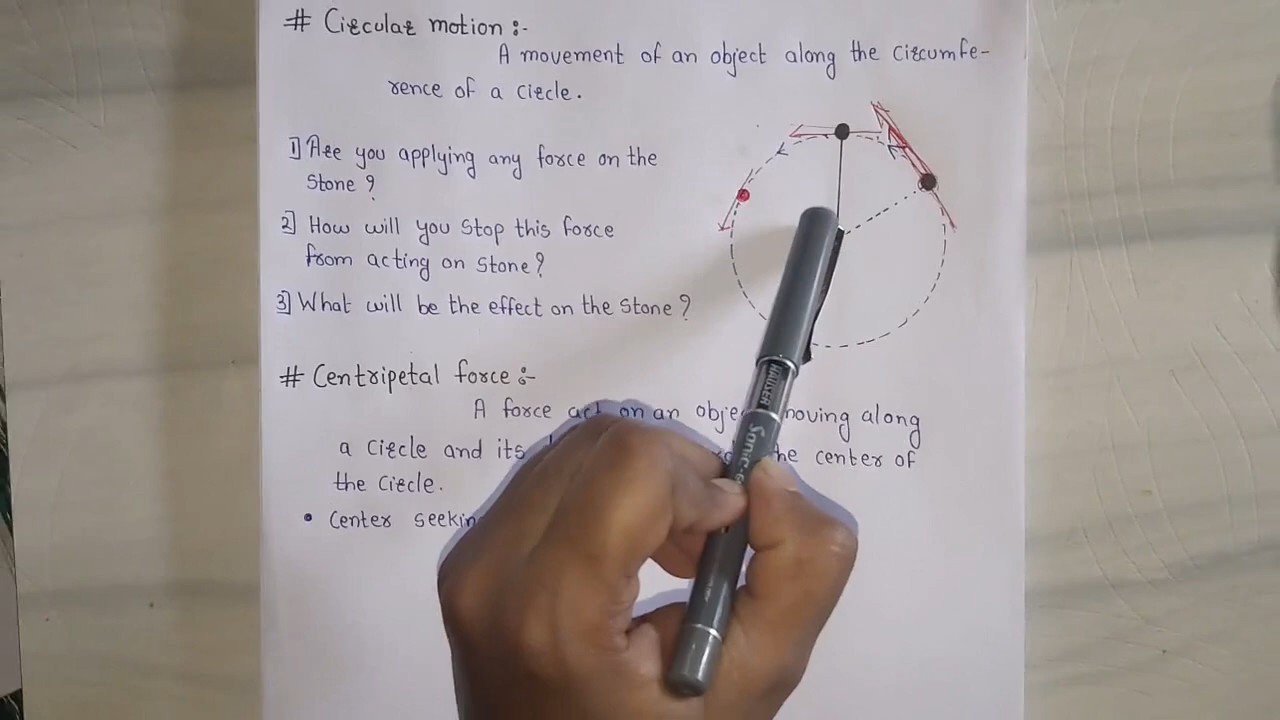 # Circular motion :-
A movement of an object along the circumfe-
rence of a circle.
1] Are you applying any force on the
stone ?
2] How will you stop this force
from acting on stone ?
3] What will be the effect on the stone ?
# Centripetal force :-
A force act on an object moving along
a circle and its the center of
the circle.
• Center
HAUSER
Sonic